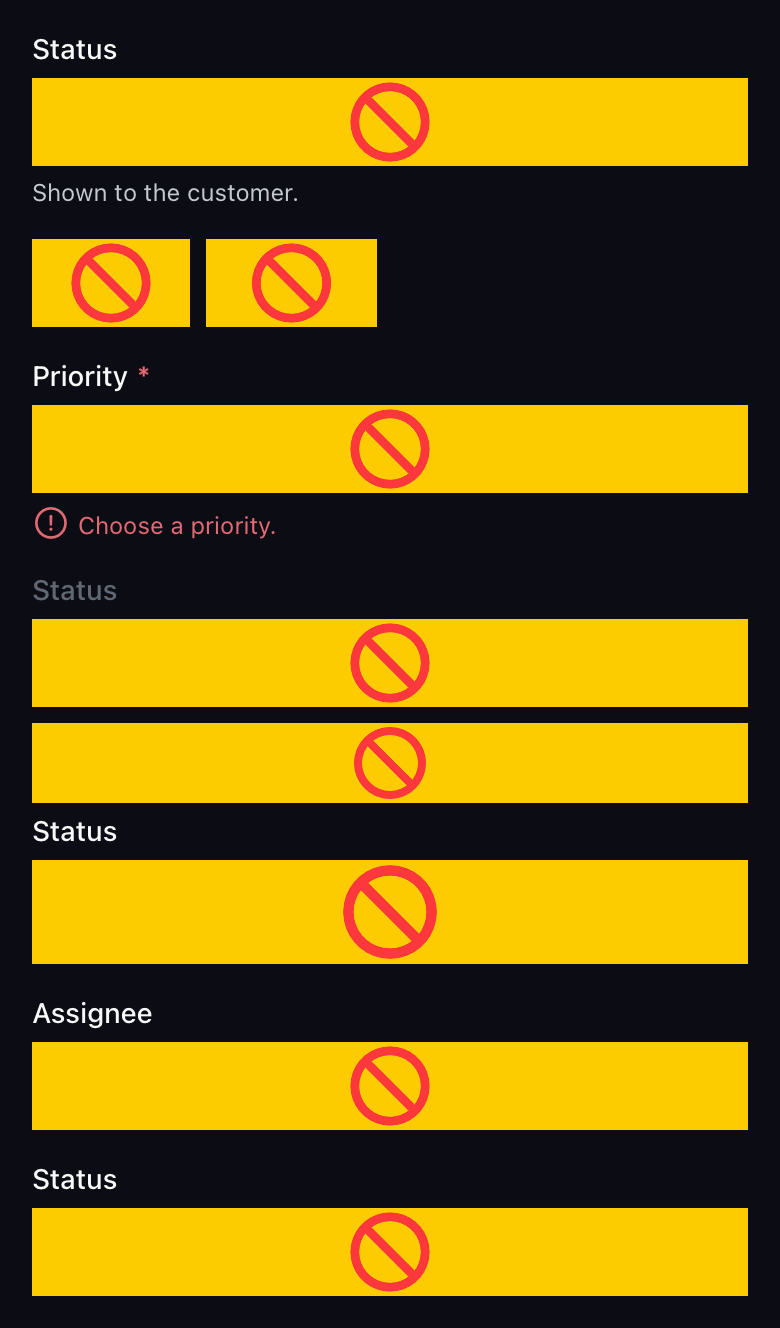 Status
Shown to the customer.
Priority *
Choose a priority.
Status
Status
Assignee
Status